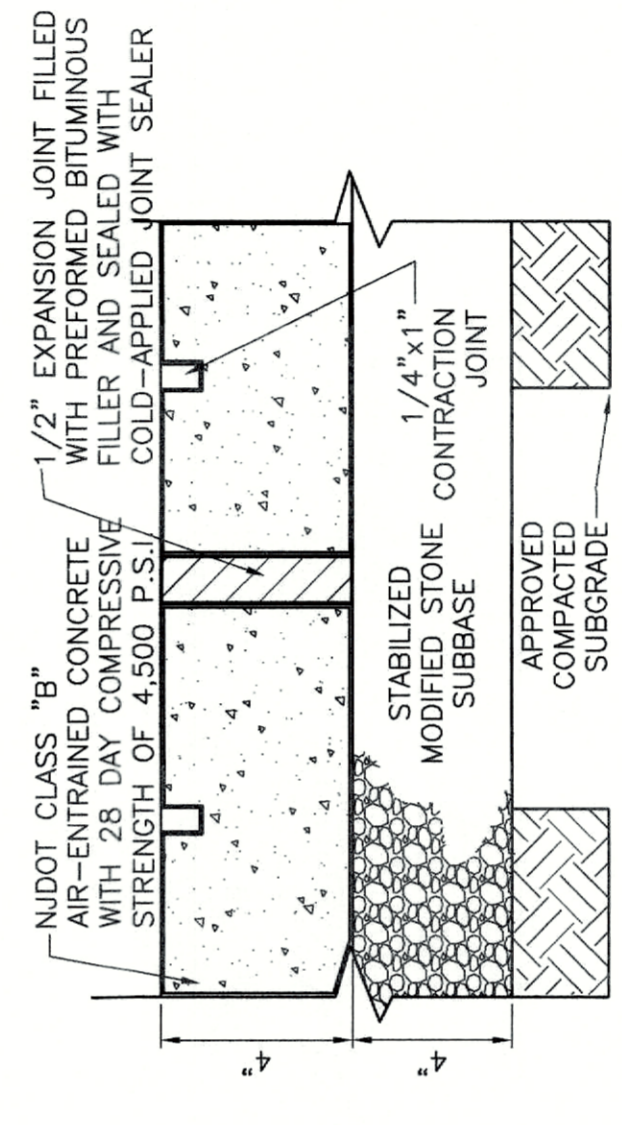 NJDOT CLASS "B"
AIR-ENTRAINED CONCRETE
WITH 28 DAY COMPRESSIVE
STRENGTH OF 4,500 P.S.I.
1/2" EXPANSION JOINT FILLED
WITH PREFORMED BITUMINOUS
FILLER AND SEALED WITH
COLD-APPLIED JOINT SEALER
4"
4"
STABILIZED
MODIFIED STONE
SUBBASE
1/4"x1"
CONTRACTION
JOINT
APPROVED
COMPACTED
SUBGRADE